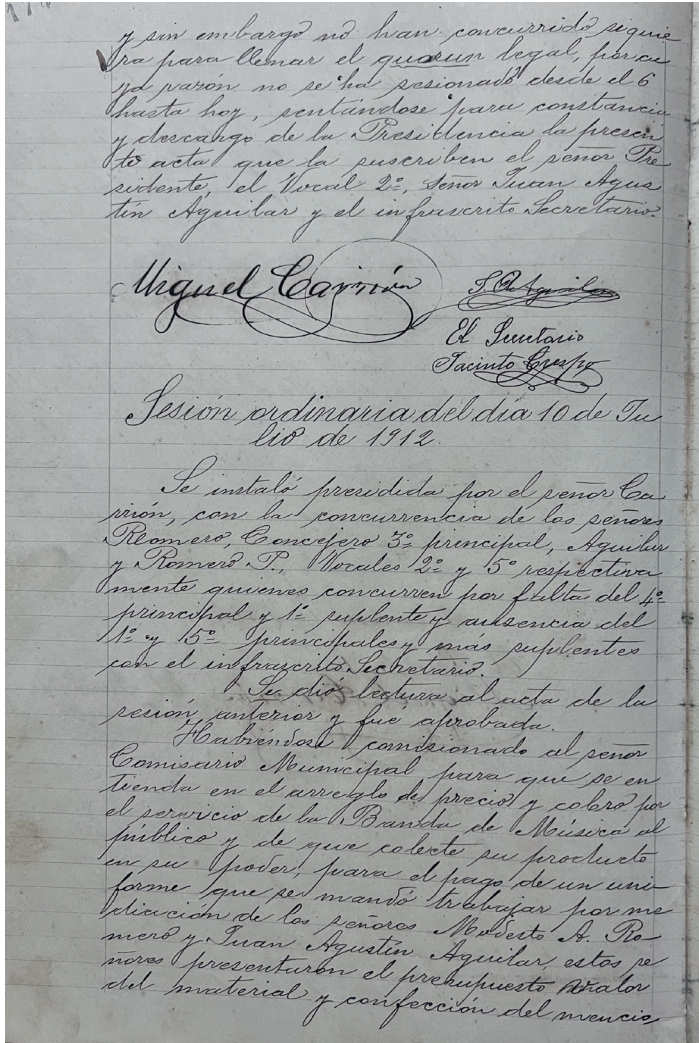 y sin embargo no han concurrido siquie
ra para llenar el quorun legal, por cu
ya razón no se ha sesionado desde el 6
hasta hoy, sentándose para constancia
y descargo de la Presidencia la presen
te acta que la suscriben el señor Pre
sidente, el Vocal 2º, señor Juan Agus
tín Aguilar y el infrascrito Secretario.
Miguel Carrión
J. A. Aguilar
El Secretario
Jacinto Crespo
Sesión ordinaria del día 10 de Ju
lio de 1912.
Se instaló presidida por el señor Ca
rrión, con la concurrencia de los señores
Romero, Concejero 3º principal, Aguilar
y Romero P., Vocales 2º y 5º respectiva
mente quienes concurren por falta del 4º
principal y 1º suplente y ausencia del
1º y 5º principales y más suplentes
con el infrascrito Secretario.
Se dió lectura al acta de la
sesión anterior y fue aprobada.
Habiéndose comisionado al señor
Comisario Municipal para que se en
tienda en el arreglo de precio y cobro por
el servicio de la Banda de Música al
público y de que colecte su producto
en su poder, para el pago de un uni
forme que se mandó trabajar por me
diación de los señores Modesto A. Ro
mero y Juan Agustín Aguilar, estos se
ñores presentaron el presupuesto valor
del material y confección del mencio